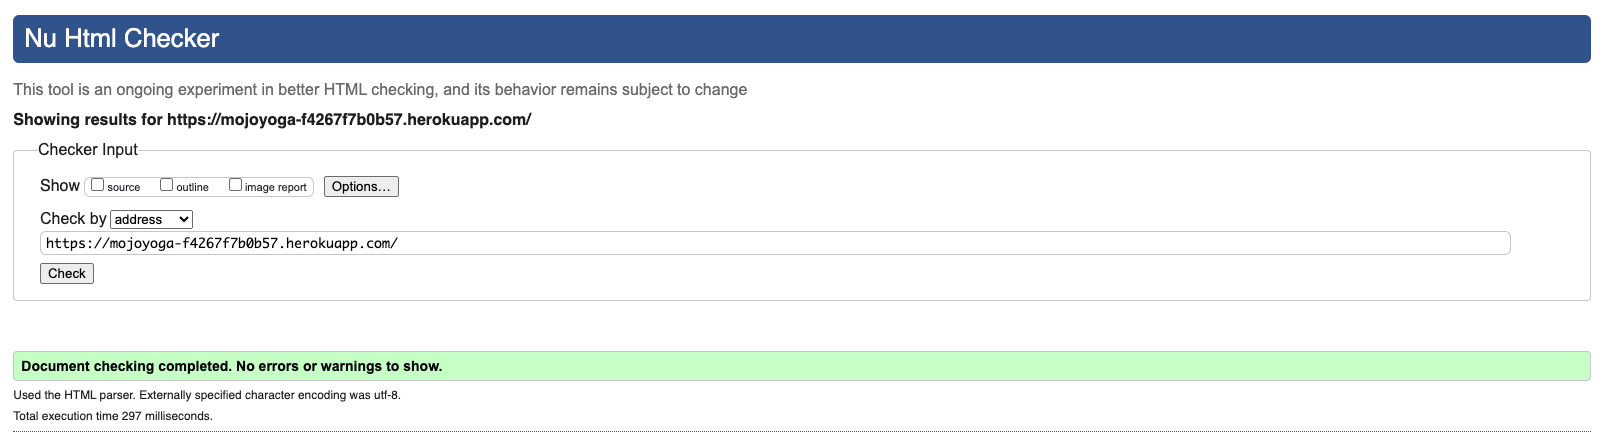 Nu Html Checker
This tool is an ongoing experiment in better HTML checking, and its behavior remains subject to change
Showing results for https://mojoyoga-f4267f7b0b57.herokuapp.com/
Checker Input
Show source outline image report Options...
Check by address
https://mojoyoga-f4267f7b0b57.herokuapp.com/
Check
Document checking completed. No errors or warnings to show.
Used the HTML parser. Externally specified character encoding was utf-8.
Total execution time 297 milliseconds.